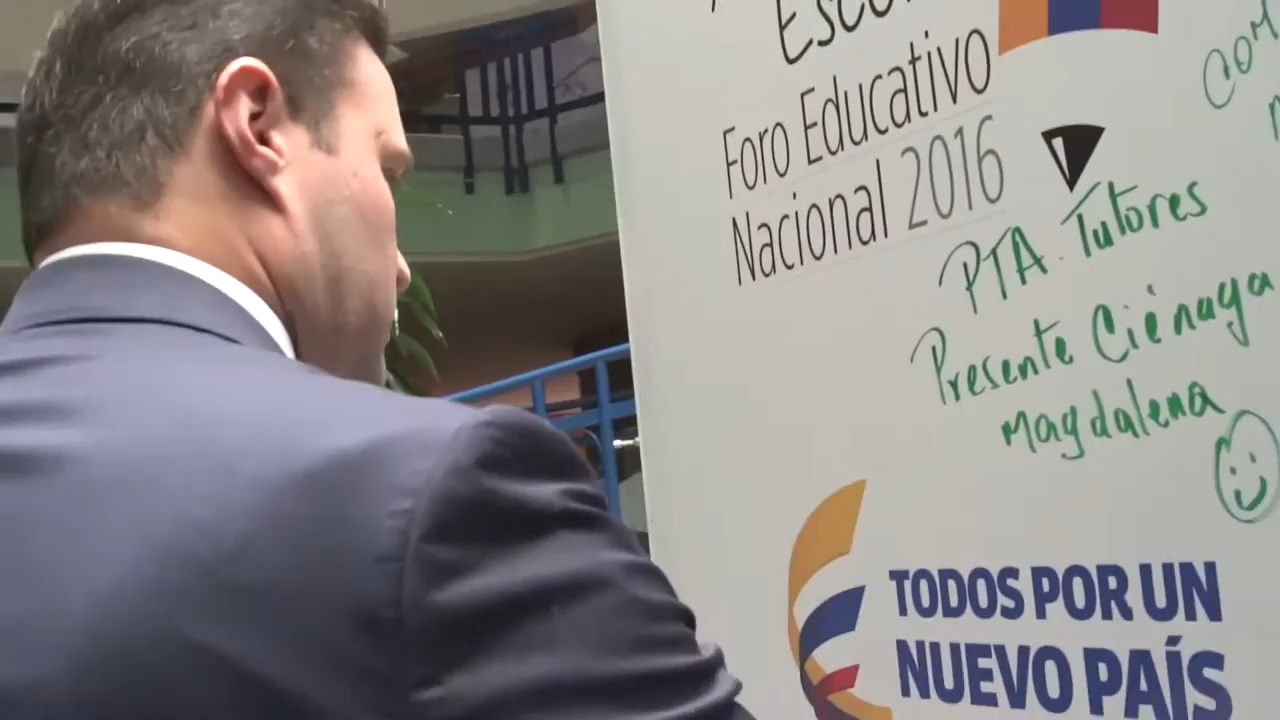 Foro Educativo
Nacional 2016
PTA Tutores
Presente Ciénaga
Magdalena
TODOS POR UN
NUEVO PAÍS